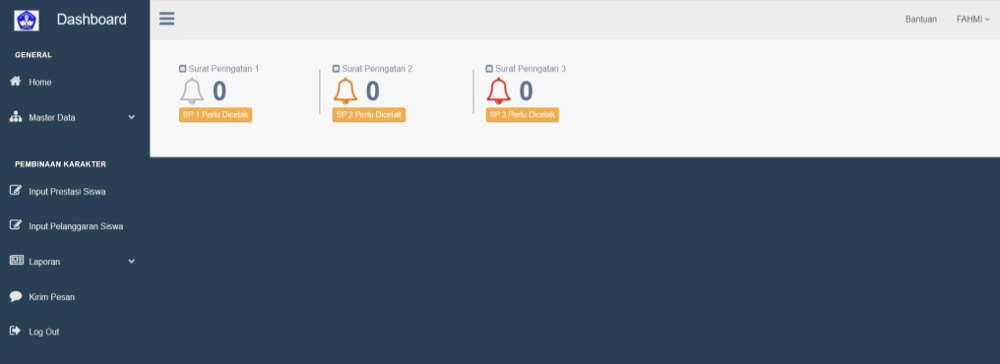 Dashboard
Bantuan
FAHMI
GENERAL
Home
Master Data
PEMBINAAN KARAKTER
Input Prestasi Siswa
Input Pelanggaran Siswa
Laporan
Kirim Pesan
Log Out
Surat Peringatan 1
0
SP 1 Perlu Dicetak
Surat Peringatan 2
0
SP 2 Perlu Dicetak
Surat Peringatan 3
0
SP 3 Perlu Dicetak